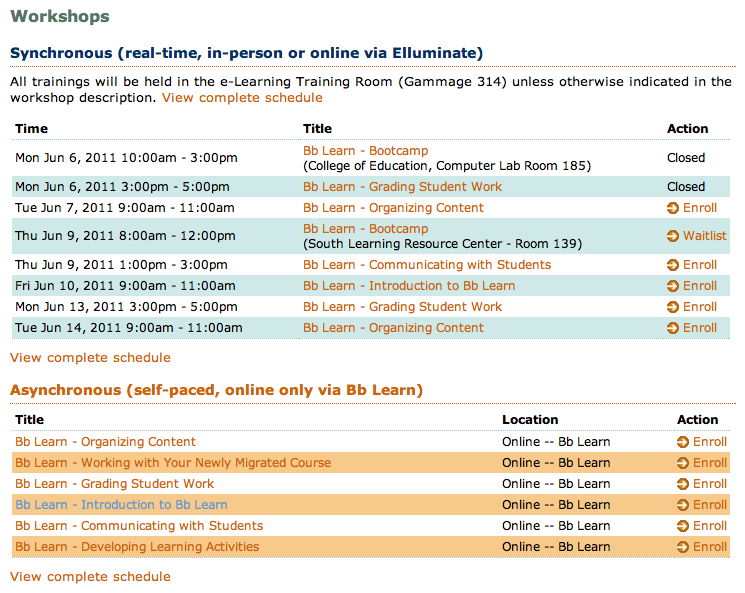 Workshops
Synchronous (real-time, in-person or online via Elluminate)
All trainings will be held in the e-Learning Training Room (Gammage 314) unless otherwise indicated in the
workshop description. View complete schedule
Time Title Action
Mon Jun 6, 2011 10:00am - 3:00pm Bb Learn - Bootcamp
(College of Education, Computer Lab Room 185) Closed
Mon Jun 6, 2011 3:00pm - 5:00pm Bb Learn - Grading Student Work Closed
Tue Jun 7, 2011 9:00am - 11:00am Bb Learn - Organizing Content Enroll
Thu Jun 9, 2011 8:00am - 12:00pm Bb Learn - Bootcamp
(South Learning Resource Center - Room 139) Waitlist
Thu Jun 9, 2011 1:00pm - 3:00pm Bb Learn - Communicating with Students Enroll
Fri Jun 10, 2011 9:00am - 11:00am Bb Learn - Introduction to Bb Learn Enroll
Mon Jun 13, 2011 3:00pm - 5:00pm Bb Learn - Grading Student Work Enroll
Tue Jun 14, 2011 9:00am - 11:00am Bb Learn - Organizing Content Enroll
View complete schedule
Asynchronous (self-paced, online only via Bb Learn)
Title Location Action
Bb Learn - Organizing Content Online -- Bb Learn Enroll
Bb Learn - Working with Your Newly Migrated Course Online -- Bb Learn Enroll
Bb Learn - Grading Student Work Online -- Bb Learn Enroll
Bb Learn - Introduction to Bb Learn Online -- Bb Learn Enroll
Bb Learn - Communicating with Students Online -- Bb Learn Enroll
Bb Learn - Developing Learning Activities Online -- Bb Learn Enroll
View complete schedule